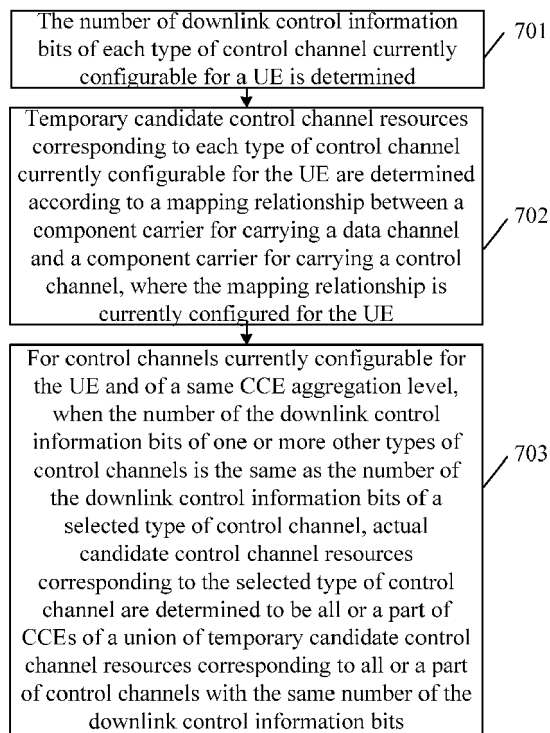 The number of downlink control information
bits of each type of control channel currently
configurable for a UE is determined
701
Temporary candidate control channel resources
corresponding to each type of control channel
currently configurable for the UE are determined
according to a mapping relationship between a
component carrier for carrying a data channel
and a component carrier for carrying a control
channel, where the mapping relationship is
currently configured for the UE
702
For control channels currently configurable for
the UE and of a same CCE aggregation level,
when the number of the downlink control
information bits of one or more other types of
control channels is the same as the number of
the downlink control information bits of a
selected type of control channel, actual
candidate control channel resources
corresponding to the selected type of control
channel are determined to be all or a part of
CCEs of a union of temporary candidate control
channel resources corresponding to all or a part
of control channels with the same number of the
downlink control information bits
703